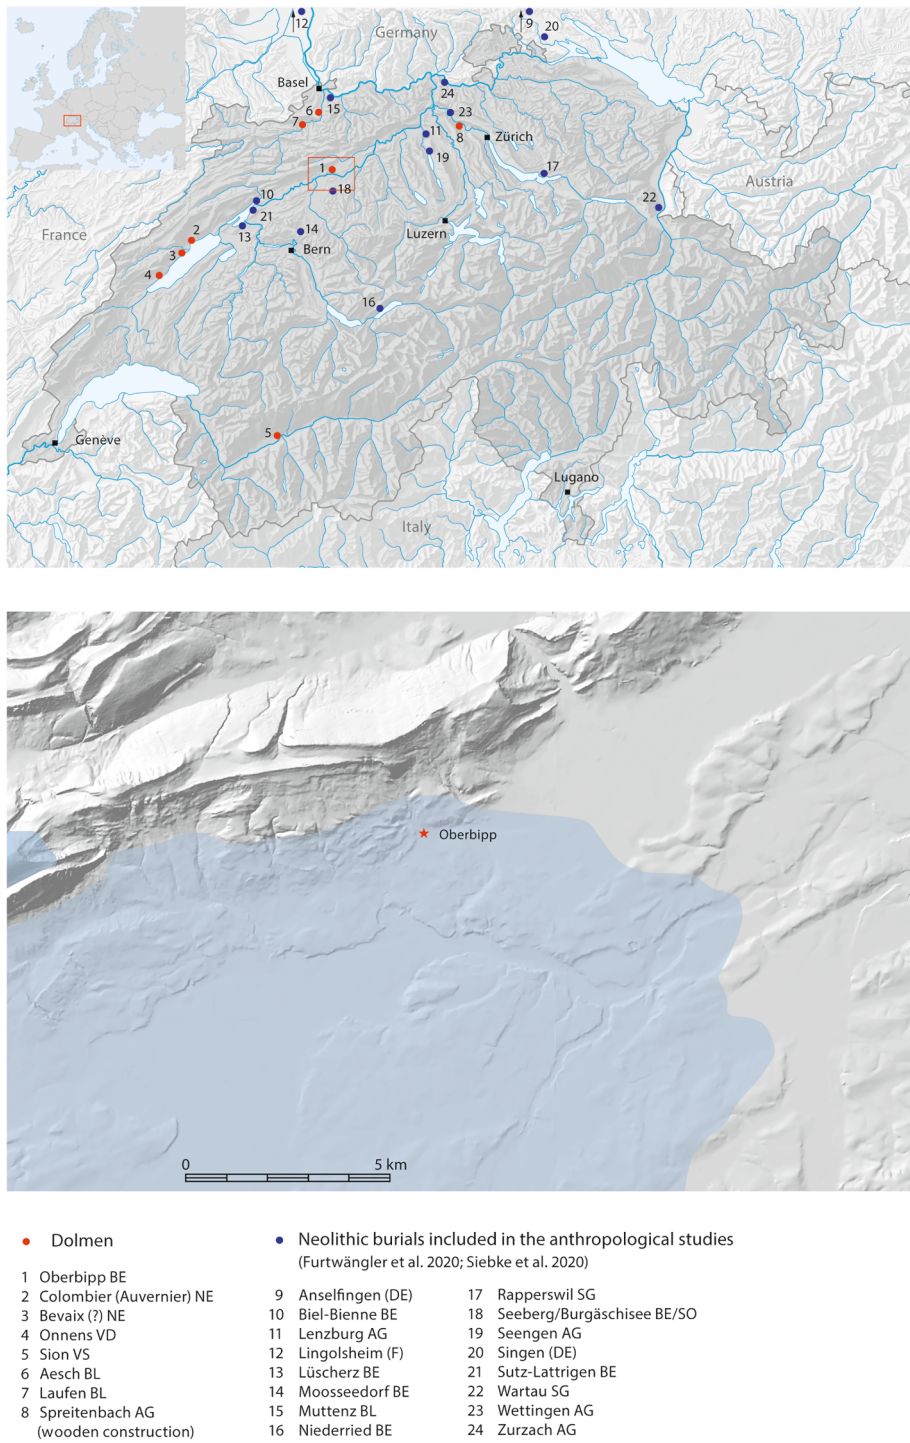 12
Germany
9
20
Basel
24
15
6
7
23
8
11
Zürich
19
1
17
18
Austria
10
22
21
France
13
14
Luzern
2
Bern
3
4
16
5
Genève
Lugano
Italy
Oberbipp
0 5 km
Dolmen
1 Oberbipp BE
2 Colombier (Auvernier) NE
3 Bevaix (?) NE
4 Onnens VD
5 Sion VS
6 Aesch BL
7 Laufen BL
8 Spreitenbach AG
(wooden construction)
Neolithic burials included in the anthropological studies
(Furtwängler et al. 2020; Siebke et al. 2020)
9 Anselfingen (DE)
10 Biel-Bienne BE
11 Lenzburg AG
12 Lingolsheim (F)
13 Lüscherz BE
14 Moosseedorf BE
15 Muttenz BL
16 Niederried BE
17 Rapperswil SG
18 Seeberg/Burgäschisee BE/SO
19 Seengen AG
20 Singen (DE)
21 Sutz-Lattrigen BE
22 Wartau SG
23 Wettingen AG
24 Zurzach AG